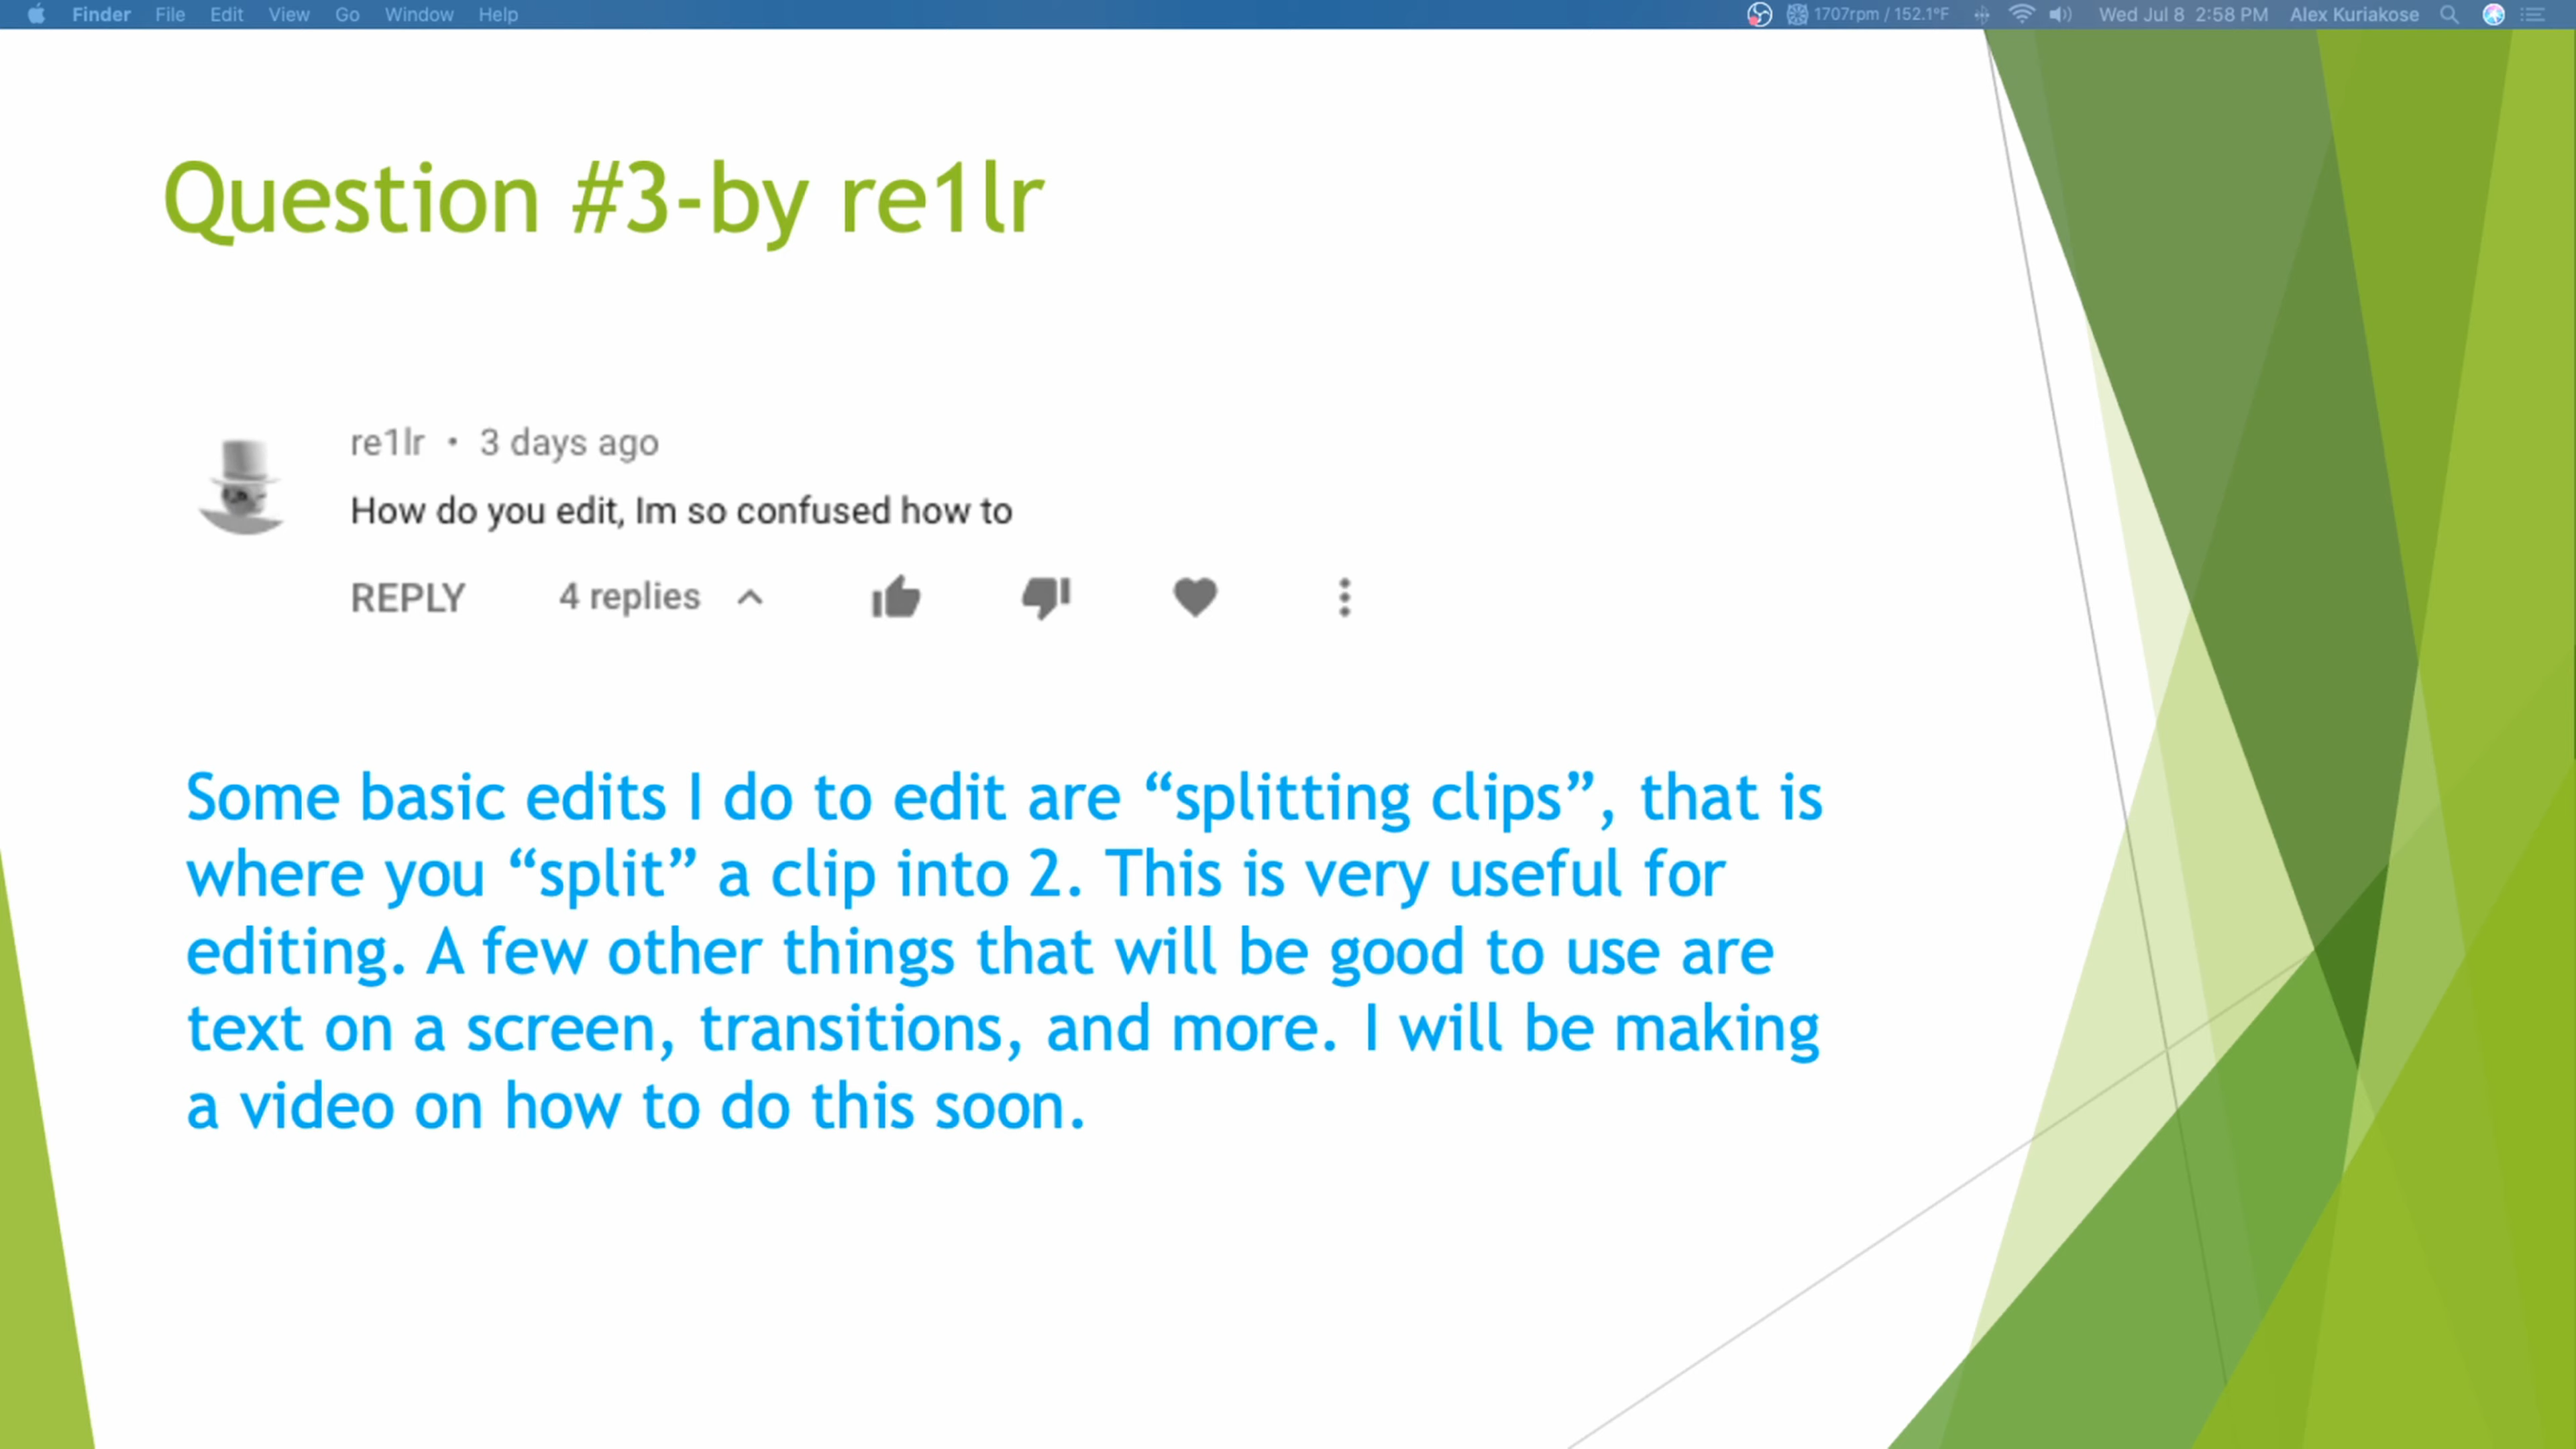 Finder File Edit View Go Window Help 1707rpm / 152.1°F Wed Jul 8 2:58 PM Alex Kuriakose
Question #3-by re1lr
re1lr • 3 days ago
How do you edit, Im so confused how to
REPLY 4 replies
Some basic edits I do to edit are “splitting clips”, that is
where you “split” a clip into 2. This is very useful for
editing. A few other things that will be good to use are
text on a screen, transitions, and more. I will be making
a video on how to do this soon.